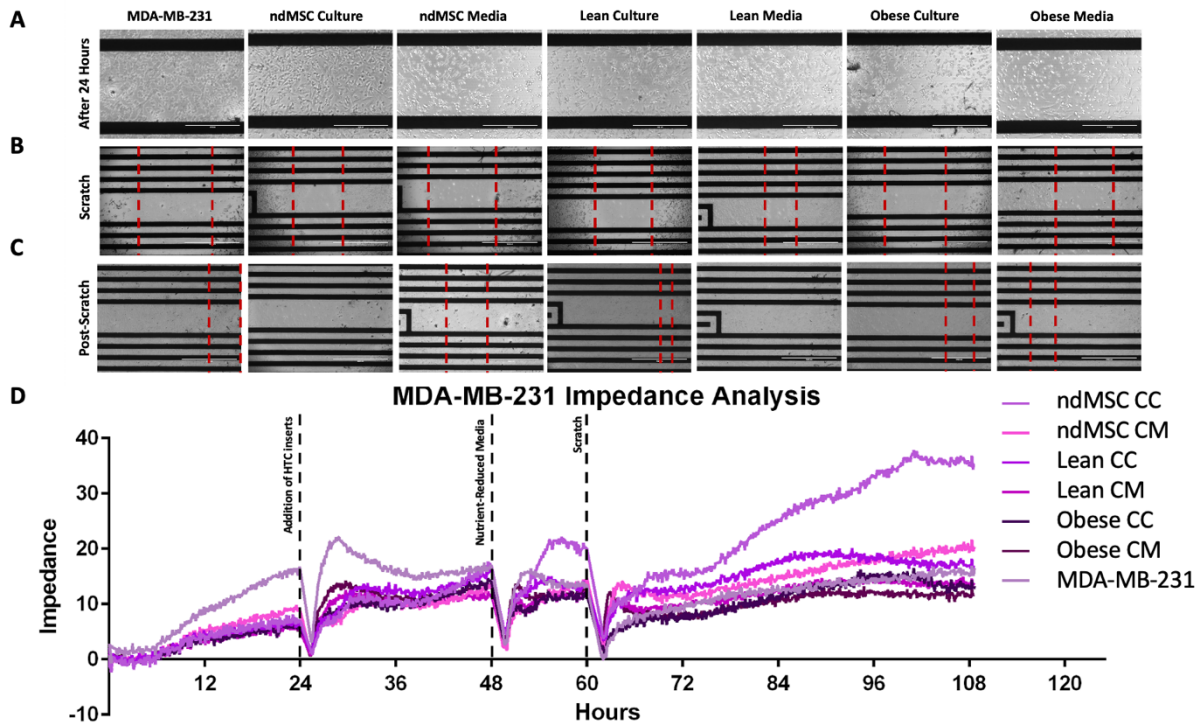 A
MDA-MB-231
ndMSC Culture
ndMSC Media
Lean Culture
Lean Media
Obese Culture
Obese Media
After 24 Hours
B
Scratch
C
Post-Scratch
D
MDA-MB-231 Impedance Analysis
Impedance
40
30
20
10
0
-10
Addition of HTC inserts
Nutrient-Reduced Media
Scratch
12
24
36
48
60
72
84
96
108
120
Hours
ndMSC CC
ndMSC CM
Lean CC
Lean CM
Obese CC
Obese CM
MDA-MB-231